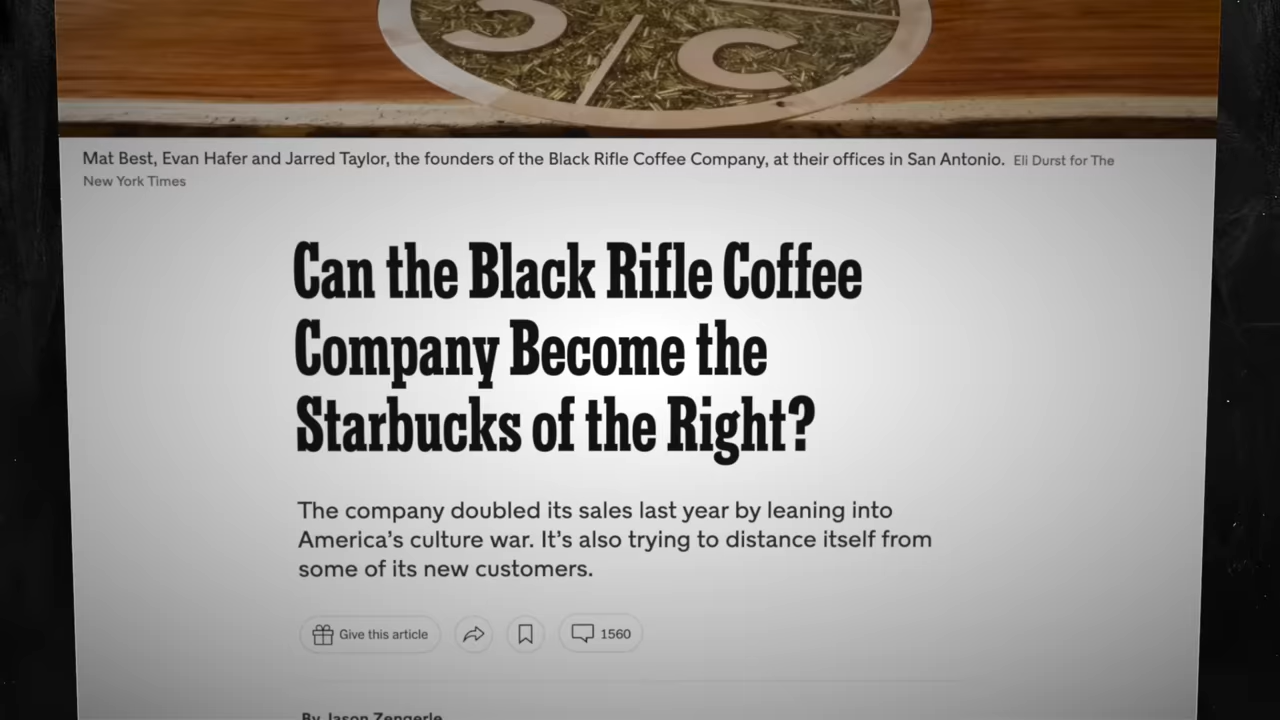 C
Mat Best, Evan Hafer and Jarred Taylor, the founders of the Black Rifle Coffee Company, at their offices in San Antonio. Eli Durst for The
New York Times
Can the Black Rifle Coffee
Company Become the
Starbucks of the Right?
The company doubled its sales last year by leaning into
America’s culture war. It’s also trying to distance itself from
some of its new customers.
Give this article 1560
By Jason Zengerle